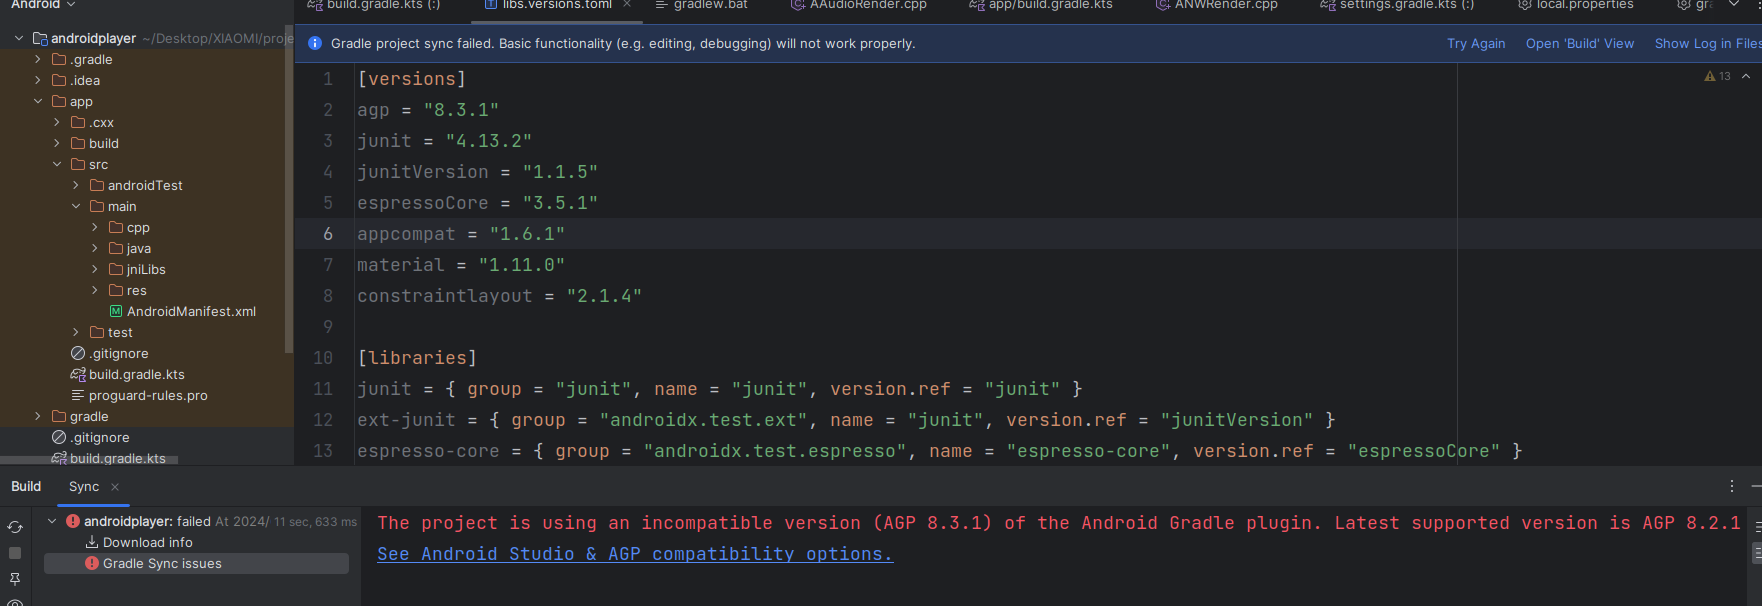 Android
build.gradle.kts (:)
libs.versions.toml
gradlew.bat
AAudioRender.cpp
app/build.gradle.kts
ANWRender.cpp
settings.gradle.kts (:)
local.properties
androidplayer ~/Desktop/XIAOMI/proje
.gradle
.idea
app
.cxx
build
src
androidTest
main
cpp
java
jniLibs
res
AndroidManifest.xml
test
.gitignore
build.gradle.kts
proguard-rules.pro
gradle
.gitignore
build.gradle.kts
Gradle project sync failed. Basic functionality (e.g. editing, debugging) will not work properly.
Try Again Open 'Build' View Show Log in Files
13
1 [versions]
2 agp = "8.3.1"
3 junit = "4.13.2"
4 junitVersion = "1.1.5"
5 espressoCore = "3.5.1"
6 appcompat = "1.6.1"
7 material = "1.11.0"
8 constraintlayout = "2.1.4"
9
10 [libraries]
11 junit = { group = "junit", name = "junit", version.ref = "junit" }
12 ext-junit = { group = "androidx.test.ext", name = "junit", version.ref = "junitVersion" }
13 espresso-core = { group = "androidx.test.espresso", name = "espresso-core", version.ref = "espressoCore" }
Build Sync
androidplayer: failed At 2024/ 11 sec, 633 ms
Download info
Gradle Sync issues
The project is using an incompatible version (AGP 8.3.1) of the Android Gradle plugin. Latest supported version is AGP 8.2.1
See Android Studio & AGP compatibility options.